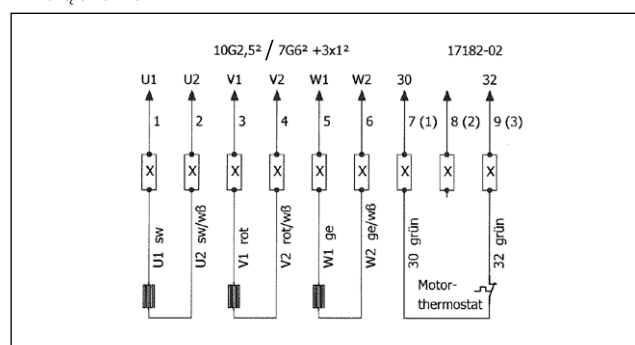 10G2,5² / 7G6² +3x1² 17182-02
U1 U2 V1 V2 W1 W2 30 32
1 2 3 4 5 6 7 (1) 8 (2) 9 (3)
X X X X X X X X X
U1 sw
U2 sw/wß
V1 rot
V2 rot/wß
W1 ge
W2 ge/wß
30 grün
32 grün
Motor-
thermostat